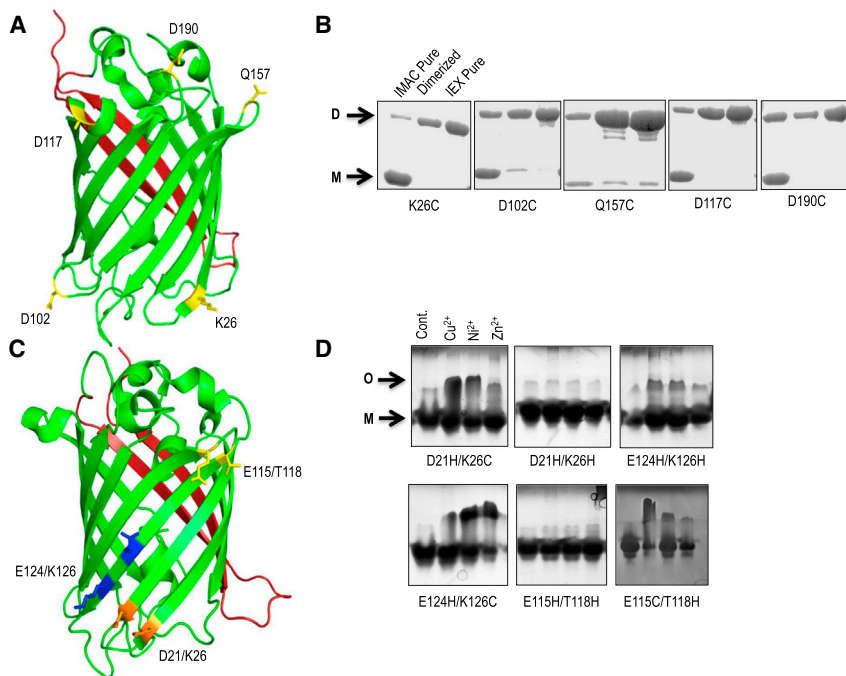 A
D190
Q157
D117
D102
K26
B
IMAC Pure
Dimerized
IEX Pure
D
M
K26C
D102C
Q157C
D117C
D190C
C
E115/T118
E124/K126
D21/K26
D
Cont.
Cu2+
Ni2+
Zn2+
O
M
D21H/K26C
D21H/K26H
E124H/K126H
E124H/K126C
E115H/T118H
E115C/T118H